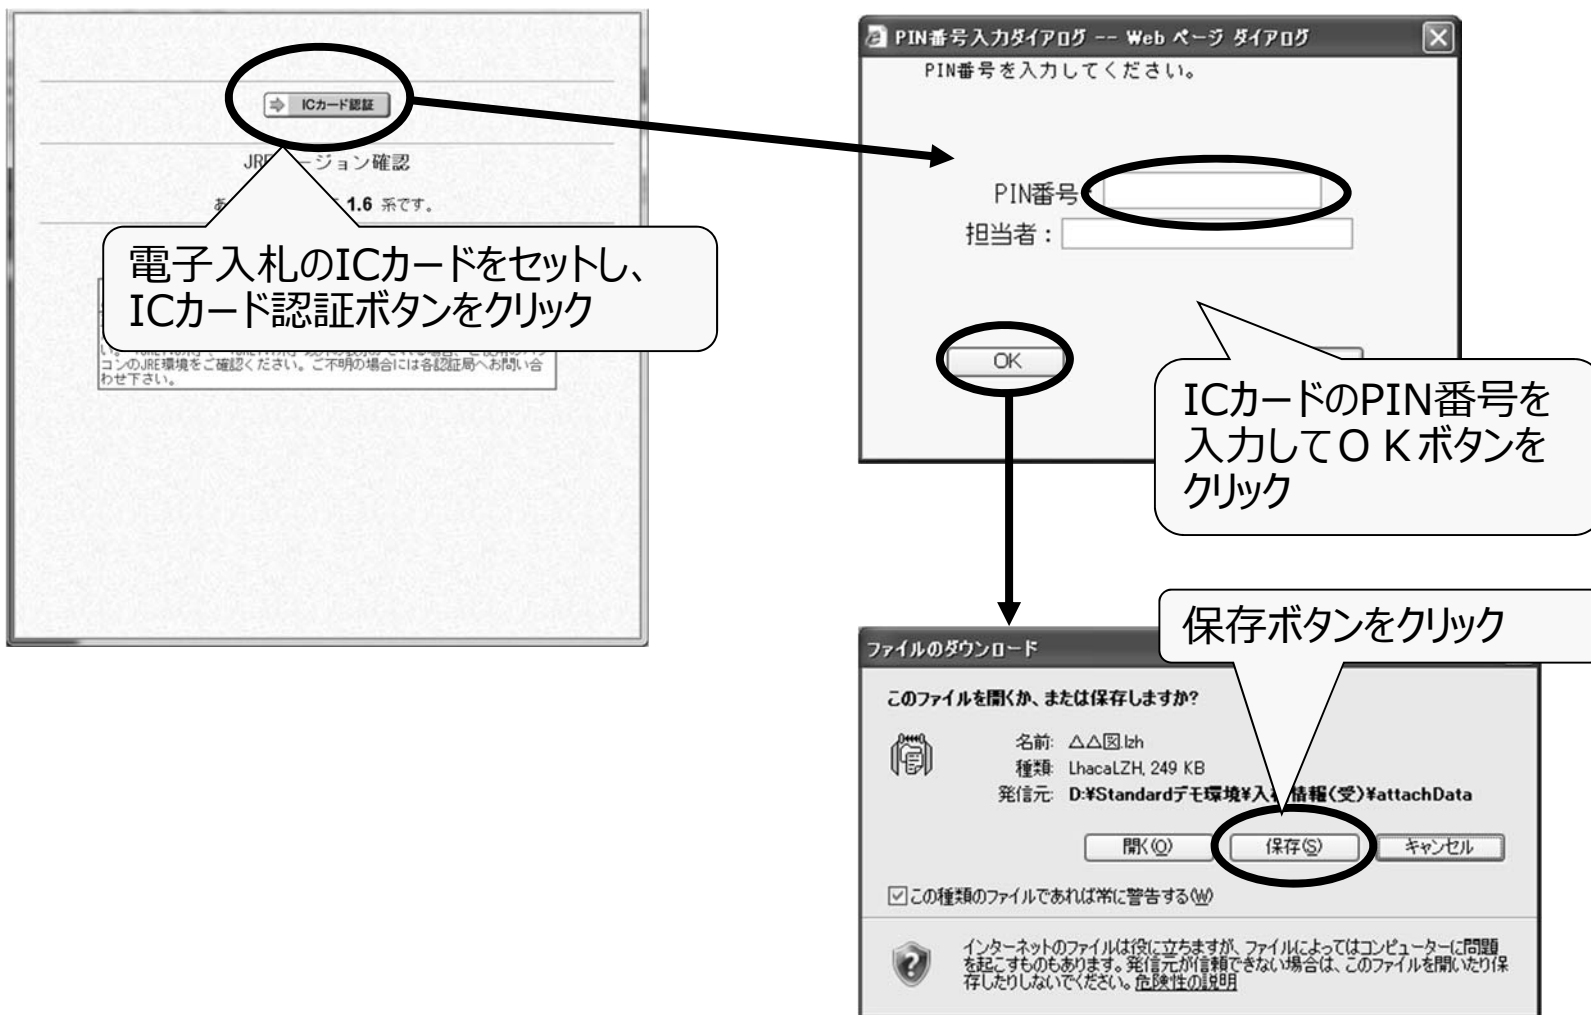 ICカード認証
JRE
ージョン確認
1.6 系です。
電子入札のICカードをセットし、
ICカード認証ボタンをクリック
コンのJRE環境をご確認ください。ご不明の場合には各認証局へお問い合
わせ下さい。
PIN番号入力ダイアログ -- Web ページ ダイアログ
PIN番号を入力してください。
PIN番号
担当者：
OK
ICカードのPIN番号を
入力してＯＫボタンを
クリック
保存ボタンをクリック
ファイルのダウンロード
このファイルを開くか、または保存しますか?
名前: △△図.lzh
種類: LhacaLZH, 249 KB
発信元: D:¥Standardデモ環境¥入 情報(受)¥attachData
開く(O)
保存(S)
キャンセル
この種類のファイルであれば常に警告する(W)
インターネットのファイルは役に立ちますが、ファイルによってはコンピューターに問題
を起こすものもあります。発信元が信頼できない場合は、このファイルを開いたり保
存したりしないでください。危険性の説明